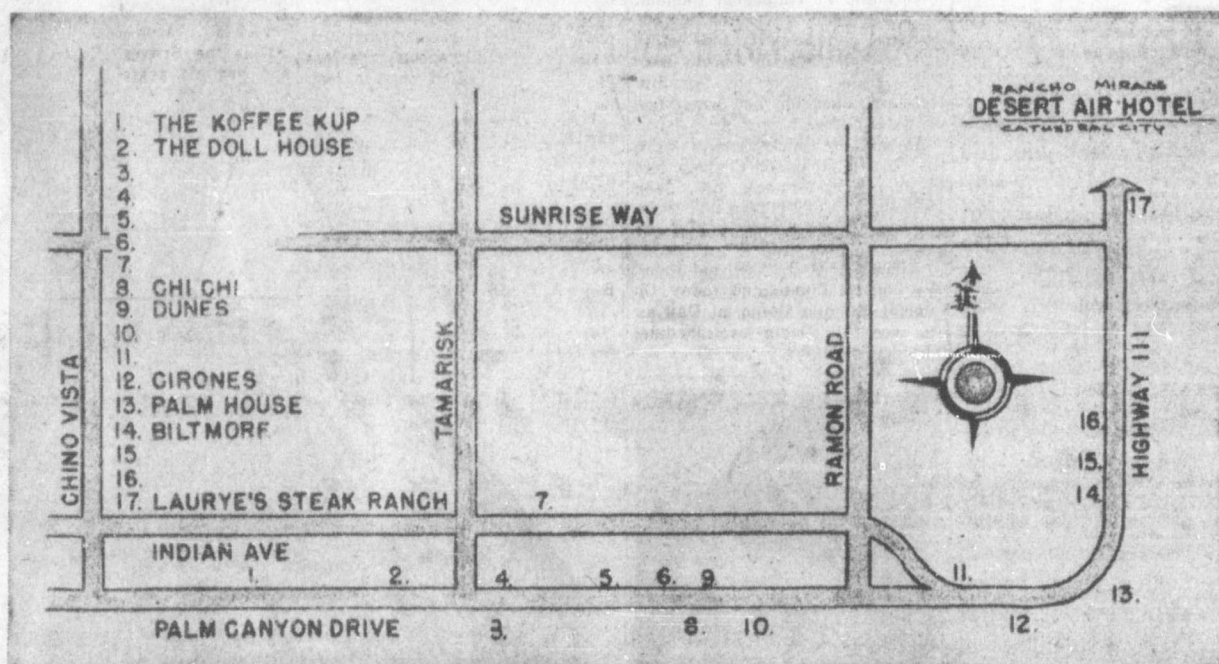 RANCHO MIRAGE
DESERT AIR HOTEL
CATHEDRAL CITY
1. THE KOFFEE KUP
2. THE DOLL HOUSE
3.
4.
5.
6.
7.
8. CHI CHI
9. DUNES
10.
11.
12. CIRONES
13. PALM HOUSE
14. BILTMORE
15
16.
17. LAURYE'S STEAK RANCH
SUNRISE WAY
17.
CHINO VISTA
TAMARISK
RAMON ROAD
HIGHWAY 111
16.
15.
14.
7.
INDIAN AVE
1.
2.
4.
5.
6.
9.
11.
13.
PALM CANYON DRIVE
3.
8.
10.
12.